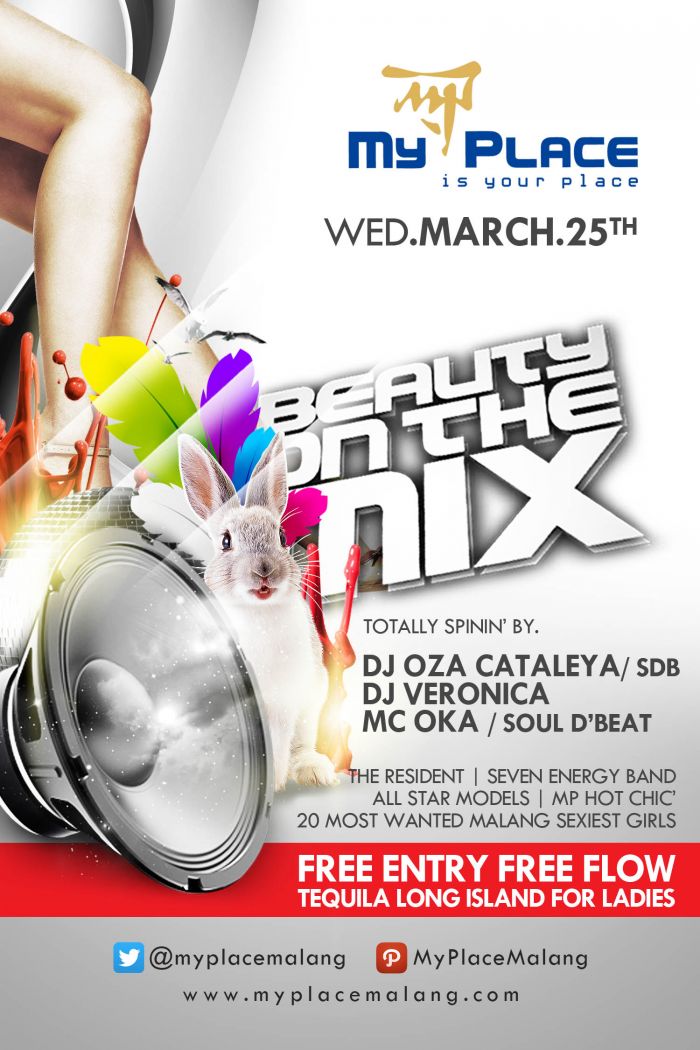 mp
My Place
is your place
WED.MARCH.25TH
BEAUTY
ON THE
MIX
TOTALLY SPININ' BY.
DJ OZA CATALEYA/ SDB
DJ VERONICA
MC OKA / SOUL D'BEAT
THE RESIDENT | SEVEN ENERGY BAND
ALL STAR MODELS | MP HOT CHIC'
20 MOST WANTED MALANG SEXIEST GIRLS
FREE ENTRY FREE FLOW
TEQUILA LONG ISLAND FOR LADIES
@myplacemalang MyPlaceMalang
www.myplacemalang.com